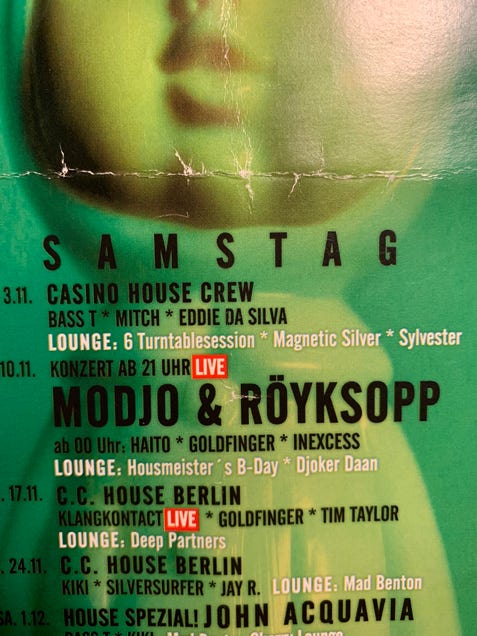 SAMSTAG
3.11. CASINO HOUSE CREW
BASS T * MITCH * EDDIE DA SILVA
LOUNGE: 6 Turntablesession * Magnetic Silver * Sylvester
10.11. KONZERT AB 21 UHR LIVE
MODJO & RÖYKSOPP
ab 00 Uhr: HAITO * GOLDFINGER * INEXCESS
LOUNGE: Housmeister´s B-Day * Djoker Daan
. 17.11. C.C. HOUSE BERLIN
KLANGKONTACT LIVE * GOLDFINGER * TIM TAYLOR
LOUNGE: Deep Partners
. 24.11. C.C. HOUSE BERLIN
KIKI * SILVERSURFER * JAY R. LOUNGE: Mad Benton
SA. 1.12. HOUSE SPEZIAL! JOHN ACQUAVIA
BASS T * KIKI